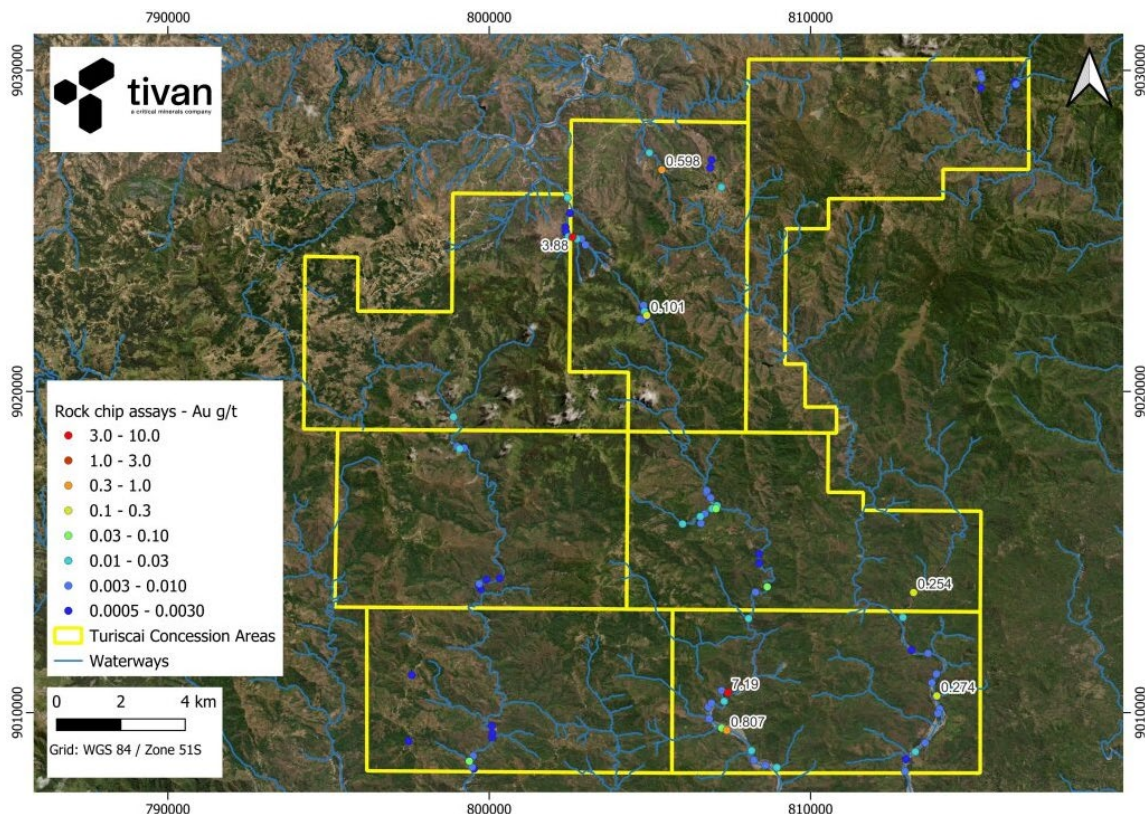 790000
800000
810000
9030000
9030000
tivan
a critical minerals company
0.598
3.88
0.101
9020000
9020000
Rock chip assays - Au g/t
3.0 - 10.0
1.0 - 3.0
0.3 - 1.0
0.1 - 0.3
0.03 - 0.10
0.01 - 0.03
0.003 - 0.010
0.0005 - 0.0030
Turiscai Concession Areas
Waterways
0 2 4 km
Grid: WGS 84 / Zone 51S
0.254
7.19
0.274
0.807
9010000
9010000
790000
800000
810000